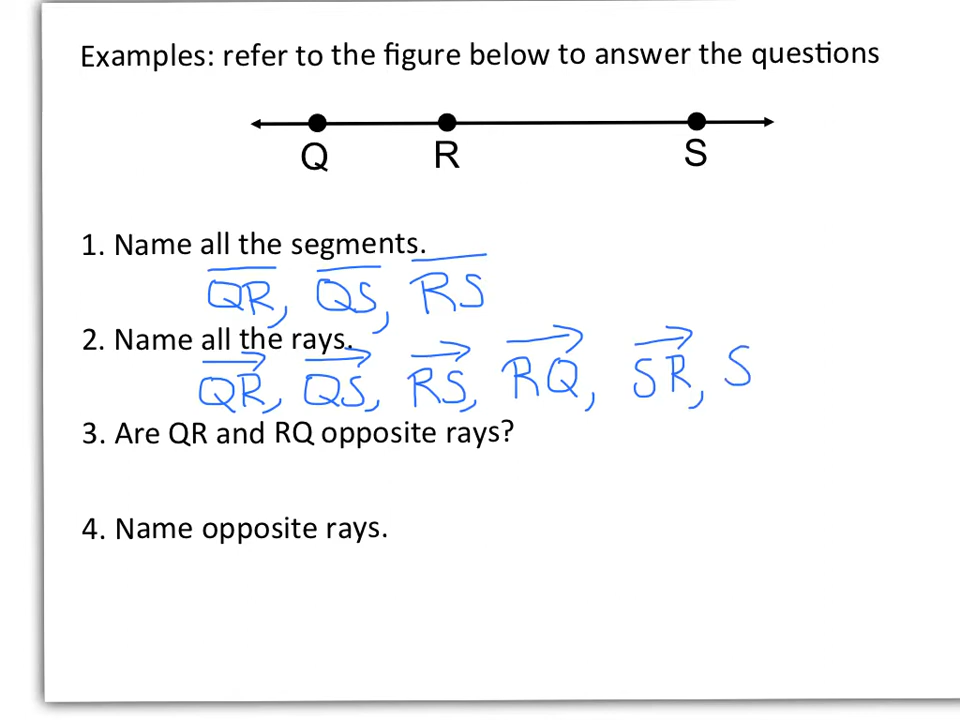 Examples: refer to the figure below to answer the questions
Q R S
1. Name all the segments.
QR, QS, RS
2. Name all the rays.
QR, QS, RS, RQ, SR, S
3. Are QR and RQ opposite rays?
4. Name opposite rays.